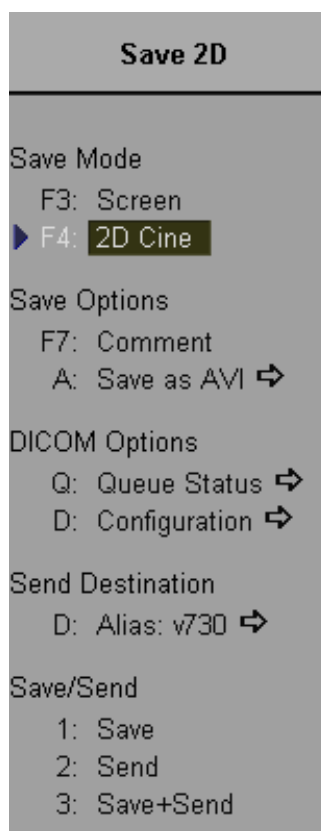 Save 2D
Save Mode
F3: Screen
F4: 2D Cine
Save Options
F7: Comment
A: Save as AVI
DICOM Options
Q: Queue Status
D: Configuration
Send Destination
D: Alias: v730
Save/Send
1: Save
2: Send
3: Save+Send